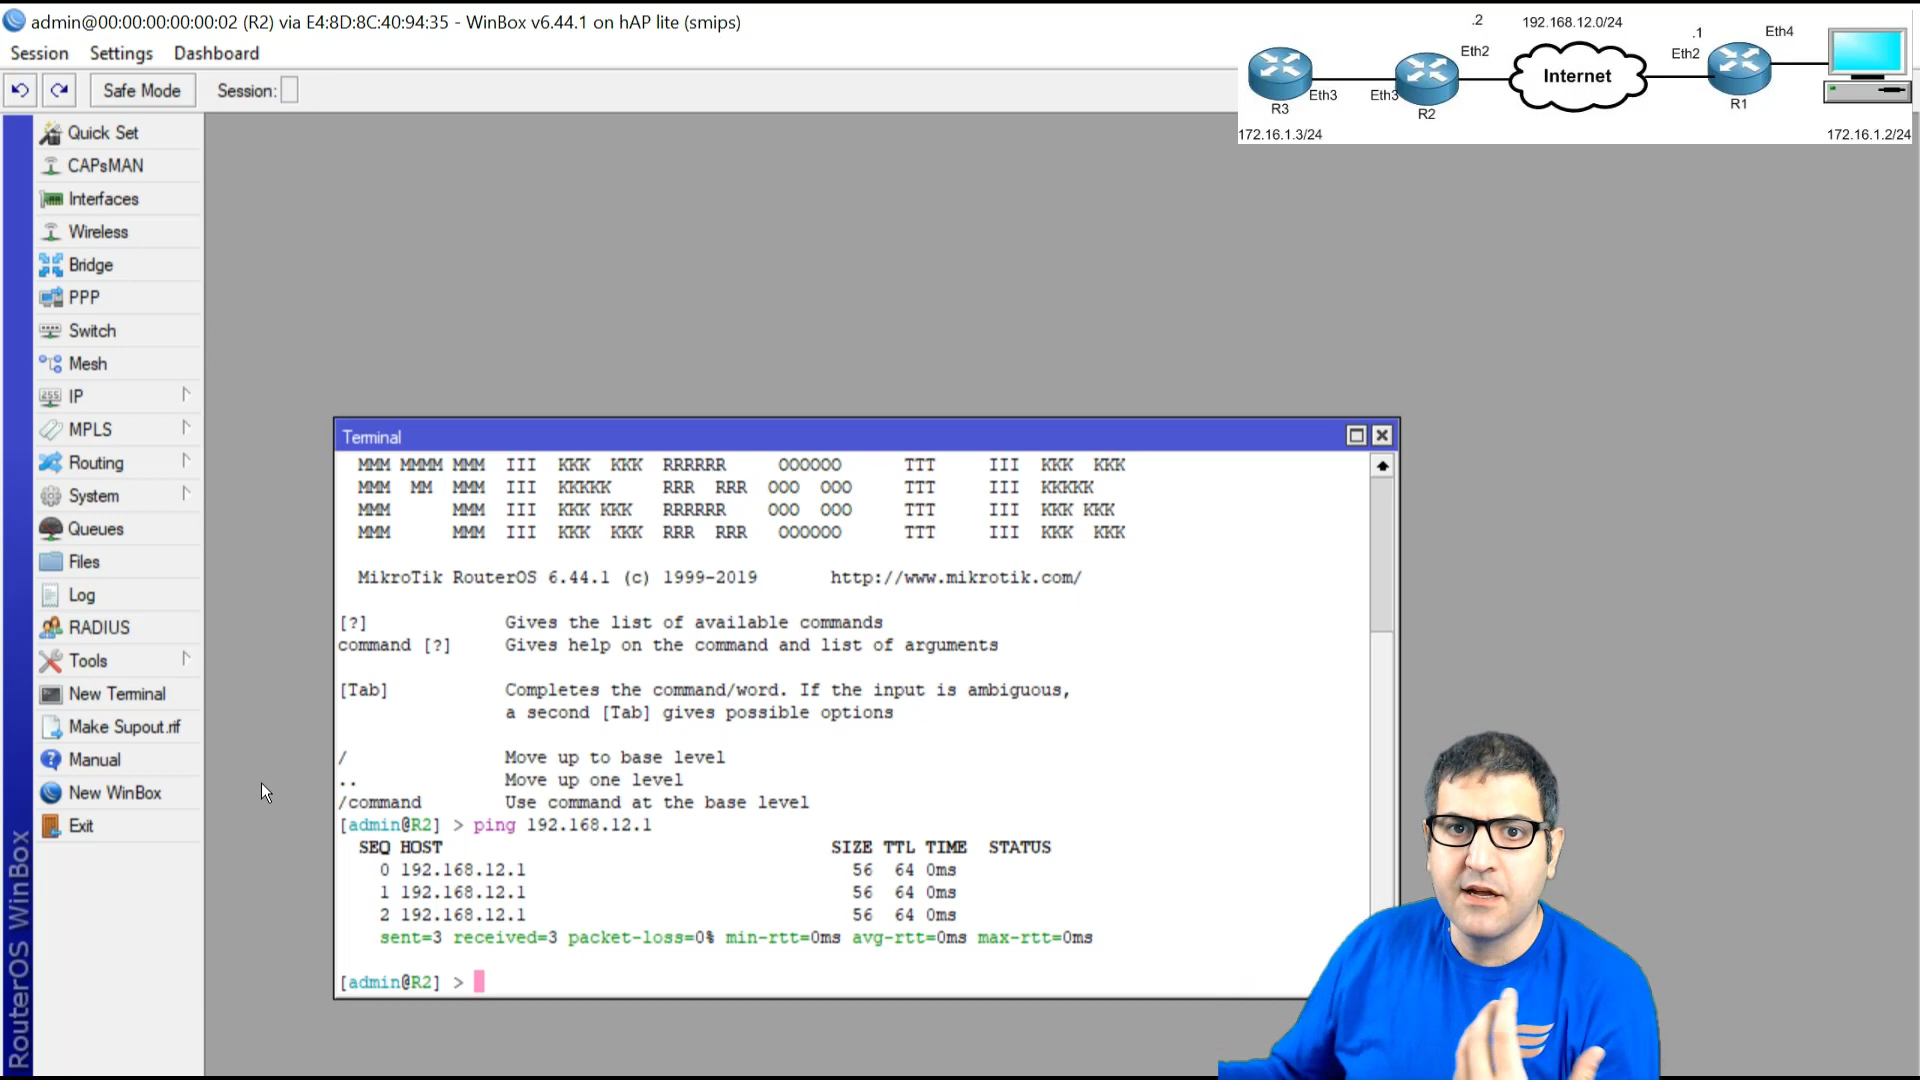 admin@00:00:00:00:00:02 (R2) via E4:8D:8C:40:94:35 - WinBox v6.44.1 on hAP lite (smips)
Session Settings Dashboard
Safe Mode Session:
.2 192.168.12.0/24 .1 Eth4
Eth2 Internet Eth2
Eth3 Eth3
R3 R2 R1
172.16.1.3/24 172.16.1.2/24
Quick Set
CAPsMAN
Interfaces
Wireless
Bridge
PPP
Switch
Mesh
IP
MPLS
Routing
System
Queues
Files
Log
RADIUS
Tools
New Terminal
Make Supout.rif
Manual
New WinBox
Exit
RouterOS WinBox
Terminal
MMM MMMM MMM III KKK KKK RRRRRR OOOOOO TTT III KKK KKK
MMM MM MMM III KKKKK RRR RRR OOO OOO TTT III KKKKK
MMM MMM III KKK KKK RRRRRR OOO OOO TTT III KKK KKK
MMM MMM III KKK KKK RRR RRR OOOOOO TTT III KKK KKK
MikroTik RouterOS 6.44.1 (c) 1999-2019 http://www.mikrotik.com/
[?] Gives the list of available commands
command [?] Gives help on the command and list of arguments
[Tab] Completes the command/word. If the input is ambiguous,
a second [Tab] gives possible options
/ Move up to base level
.. Move up one level
/command Use command at the base level
[admin@R2] > ping 192.168.12.1
SEQ HOST SIZE TTL TIME STATUS
0 192.168.12.1 56 64 0ms
1 192.168.12.1 56 64 0ms
2 192.168.12.1 56 64 0ms
sent=3 received=3 packet-loss=0% min-rtt=0ms avg-rtt=0ms max-rtt=0ms
[admin@R2] >